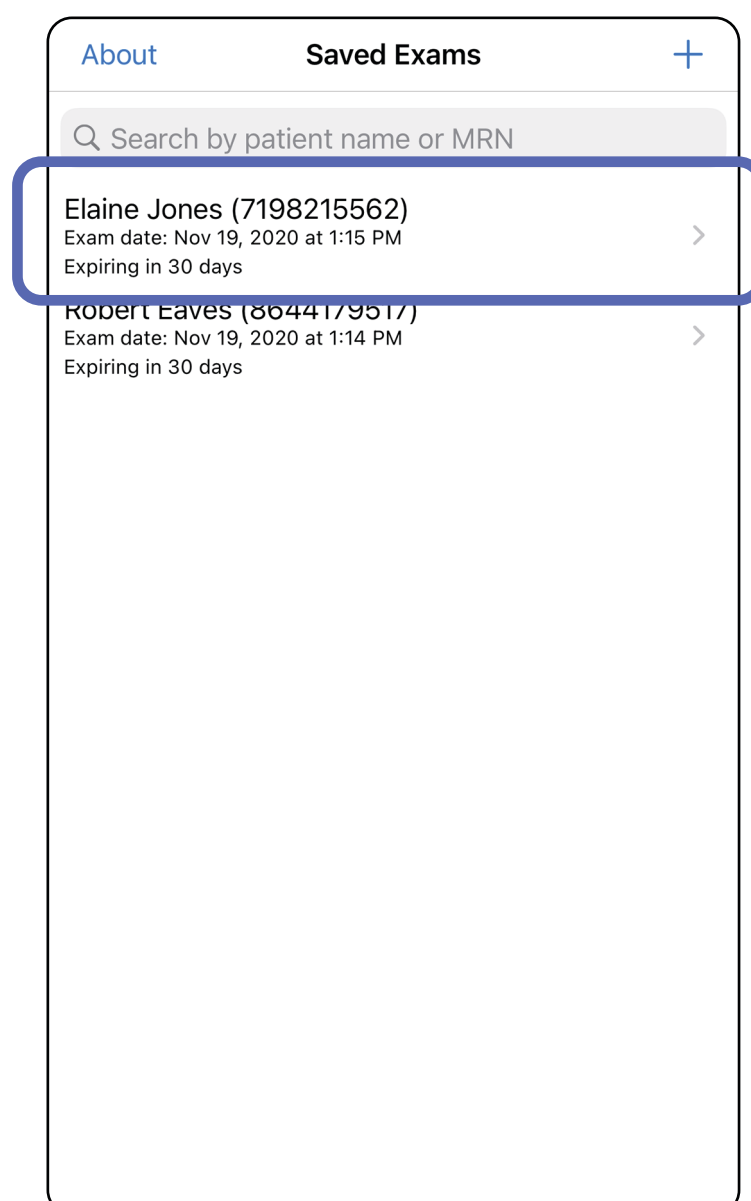 About Saved Exams +
Search by patient name or MRN
Elaine Jones (7198215562)
Exam date: Nov 19, 2020 at 1:15 PM
Expiring in 30 days
Robert Eaves (8644179517)
Exam date: Nov 19, 2020 at 1:14 PM
Expiring in 30 days